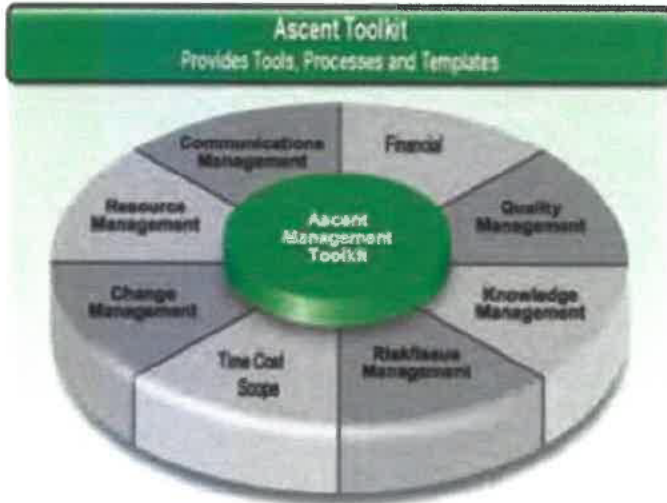 Ascent Toolkit
Provides Tools, Processes and Templates
Communications
Management
Financial
Resource
Management
Quality
Management
Ascent
Management
Toolkit
Change
Management
Knowledge
Management
Time Cost
Scope
Risk/Issue
Management